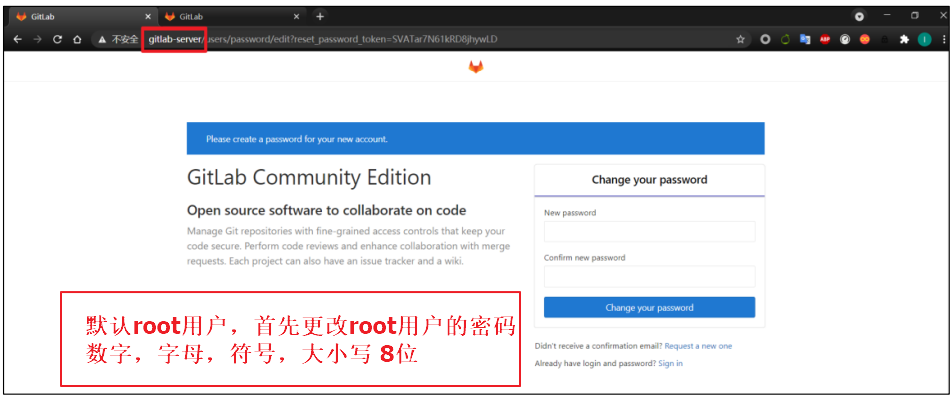 GitLab
GitLab
不安全
gitlab-server/users/password/edit?reset_password_token=SVATar7N61kRD8jhywLD
ABP
Please create a password for your new account.
GitLab Community Edition
Open source software to collaborate on code
Manage Git repositories with fine-grained access controls that keep your
code secure. Perform code reviews and enhance collaboration with merge
requests. Each project can also have an issue tracker and a wiki.
Change your password
New password
Confirm new password
Change your password
Didn't receive a confirmation email? Request a new one
Already have login and password? Sign in
默认root用户，首先更改root用户的密码
数字，字母，符号，大小写 8位